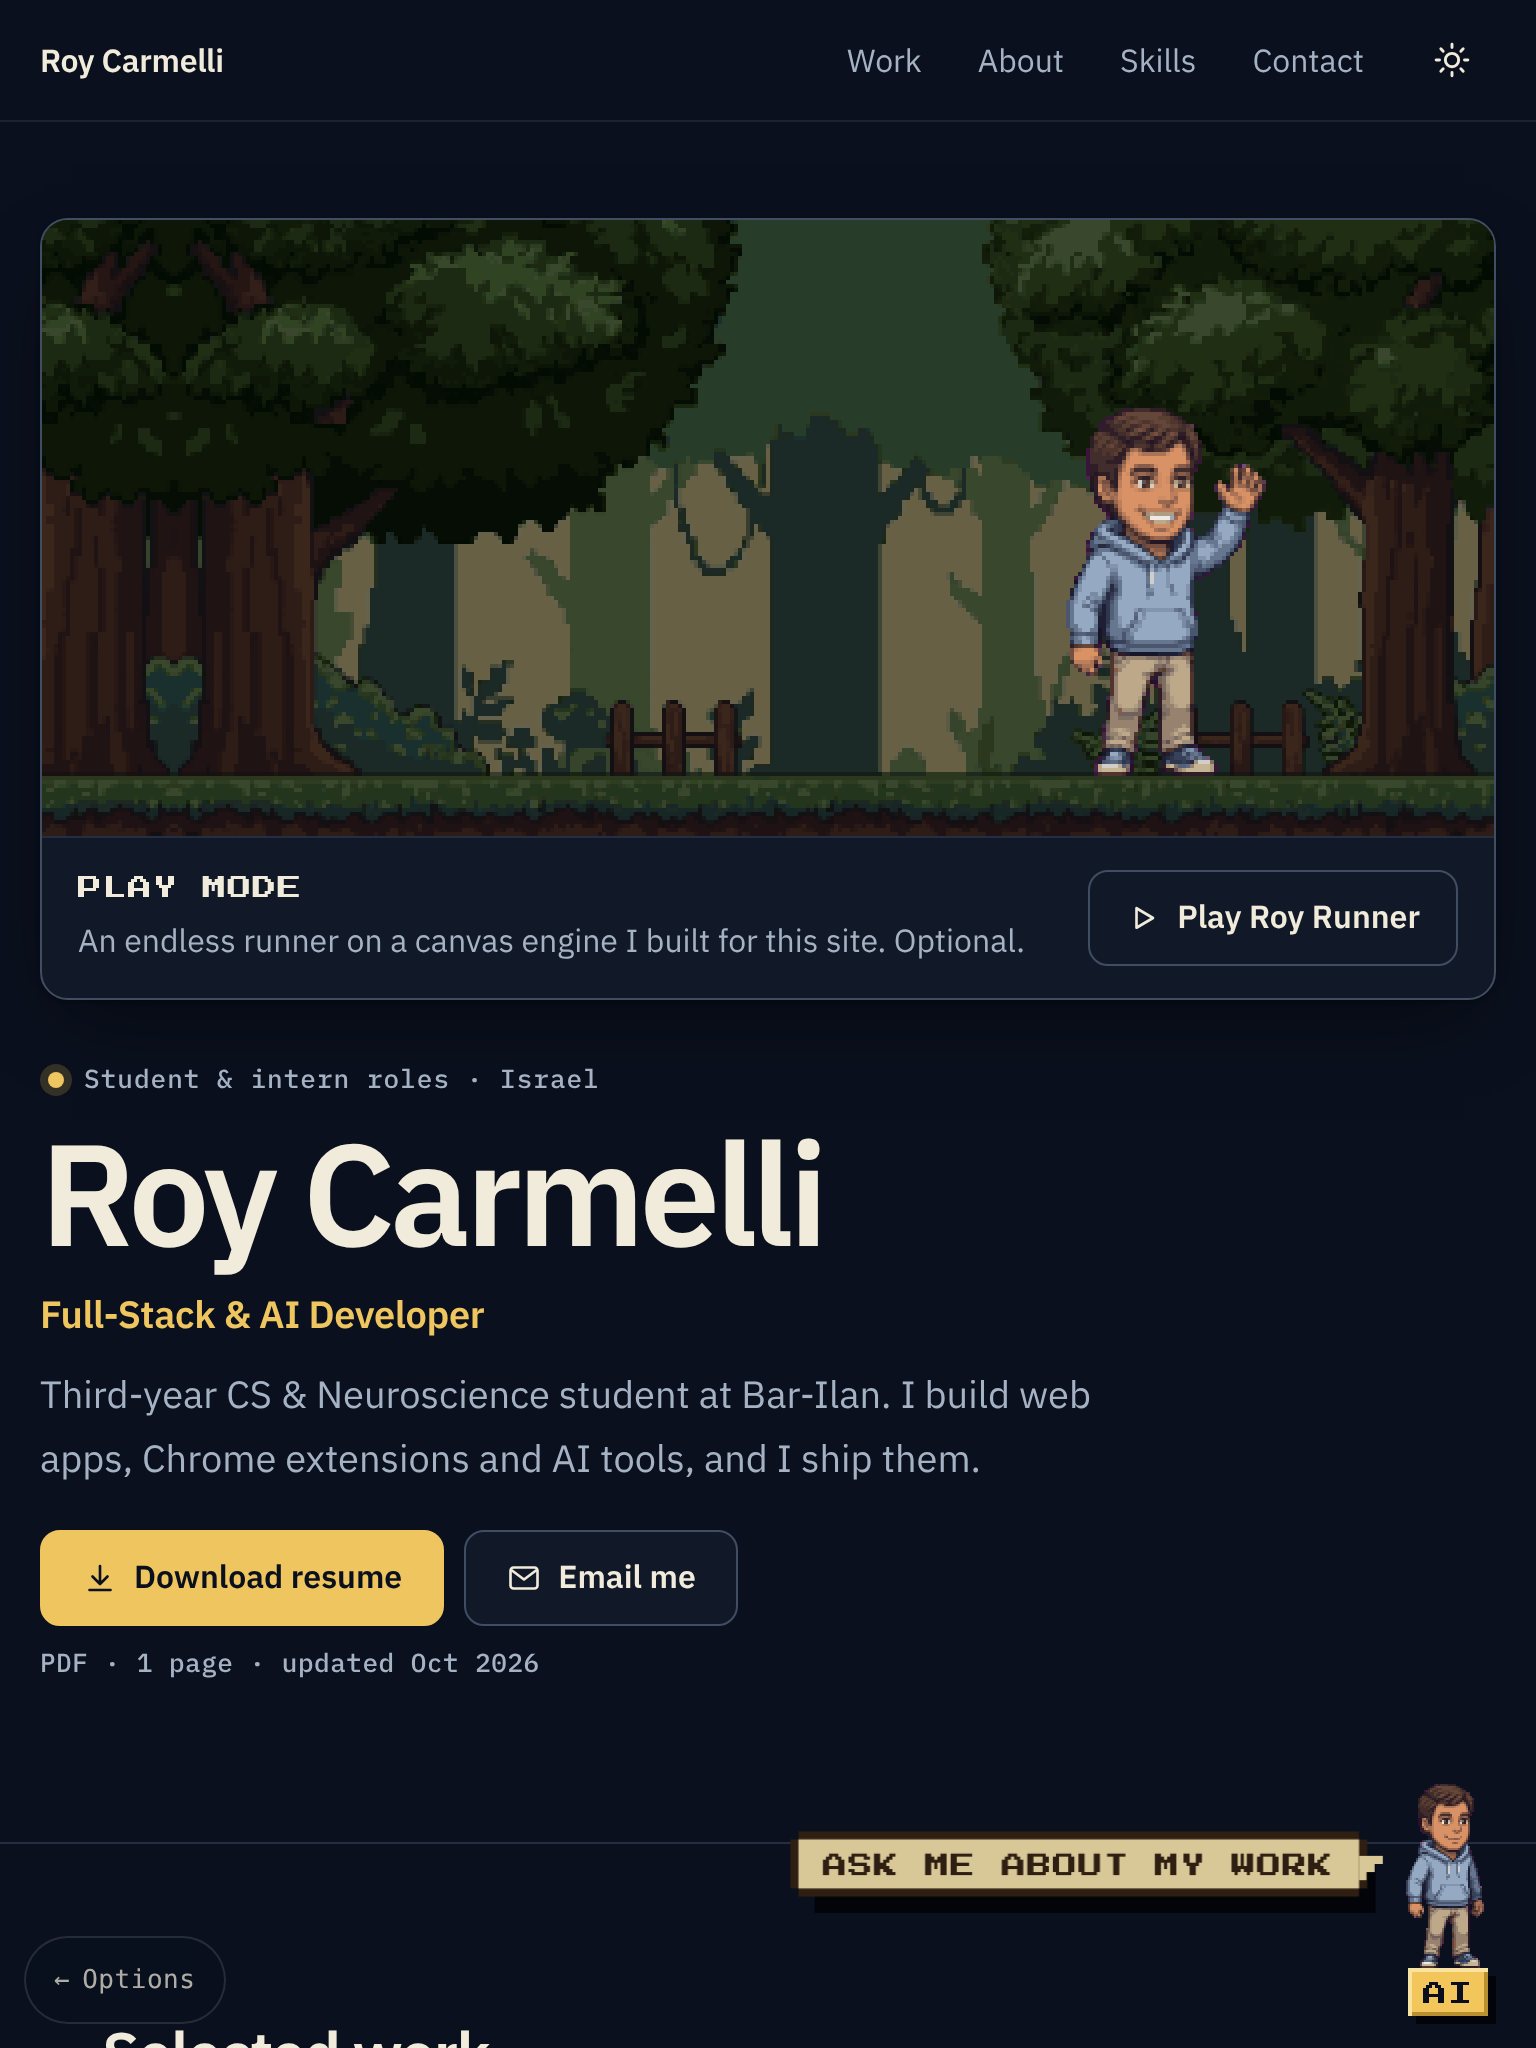 Roy Carmelli
Work About Skills Contact
PLAY MODE
An endless runner on a canvas engine I built for this site. Optional.
Play Roy Runner
Student & intern roles · Israel
Roy Carmelli
Full-Stack & AI Developer
Third-year CS & Neuroscience student at Bar-Ilan. I build web
apps, Chrome extensions and AI tools, and I ship them.
Download resume
Email me
PDF · 1 page · updated Oct 2026
ASK ME ABOUT MY WORK
AI
← Options
Selected work